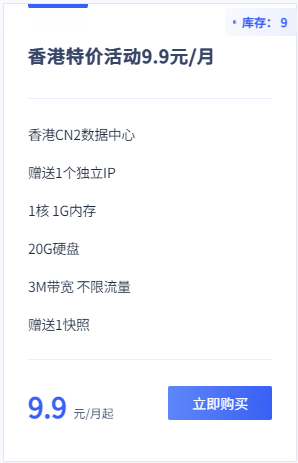 库存： 9
香港特价活动9.9元/月
香港CN2数据中心
赠送1个独立IP
1核 1G内存
20G硬盘
3M带宽 不限流量
赠送1快照
9.9 元/月起
立即购买